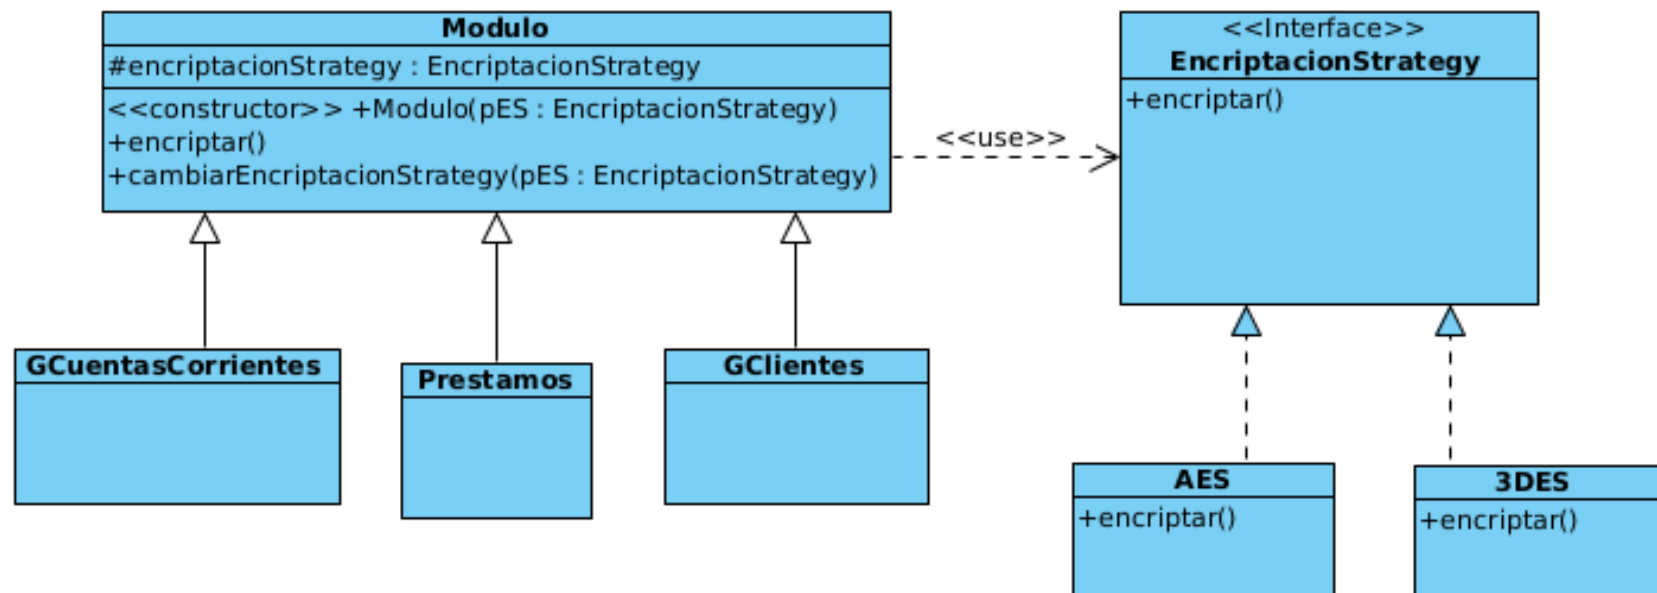 Modulo
#encriptacionStrategy : EncriptacionStrategy
<<constructor>> +Modulo(pES : EncriptacionStrategy)
+encriptar()
+cambiarEncriptacionStrategy(pES : EncriptacionStrategy)
<<use>>
<<Interface>>
EncriptacionStrategy
+encriptar()
GCuentasCorrientes
Prestamos
GClientes
AES
+encriptar()
3DES
+encriptar()